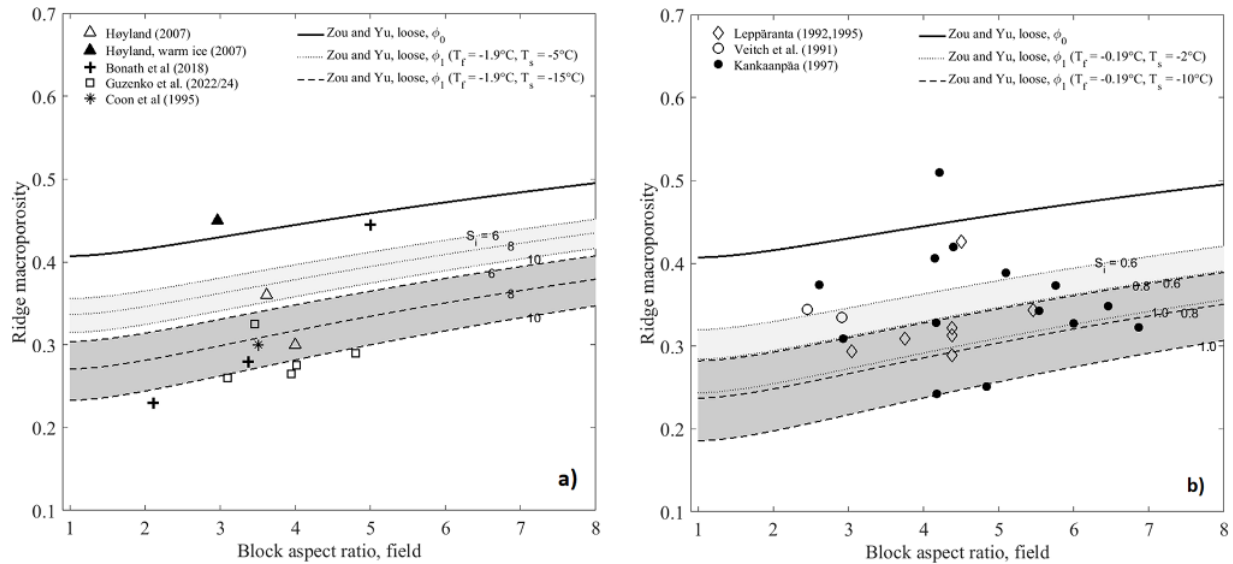 0.7
0.6
0.5
0.4
0.3
0.2
0.1
Ridge macroporosity
a)
Høyland (2007)
Høyland, warm ice (2007)
Bonath et al (2018)
Guzenko et al. (2022/24)
Coon et al (1995)
Zou and Yu, loose, ϕ0
Zou and Yu, loose, ϕ1 (Tf = -1.9°C, Ts = -5°C)
Zou and Yu, loose, ϕ1 (Tf = -1.9°C, Ts = -15°C)
Si = 6
8
10
6
8
10
a)
1 2 3 4 5 6 7 8
Block aspect ratio, field
0.7
0.6
0.5
0.4
0.3
0.2
0.1
Ridge macroporosity
b)
Leppäranta (1992,1995)
Veitch et al. (1991)
Kankaanpäa (1997)
Zou and Yu, loose, ϕ0
Zou and Yu, loose, ϕ1 (Tf = -0.19°C, Ts = -2°C)
Zou and Yu, loose, ϕ1 (Tf = -0.19°C, Ts = -10°C)
Si = 0.6
0.8 0.6
1.0 0.8
1.0
b)
1 2 3 4 5 6 7 8
Block aspect ratio, field